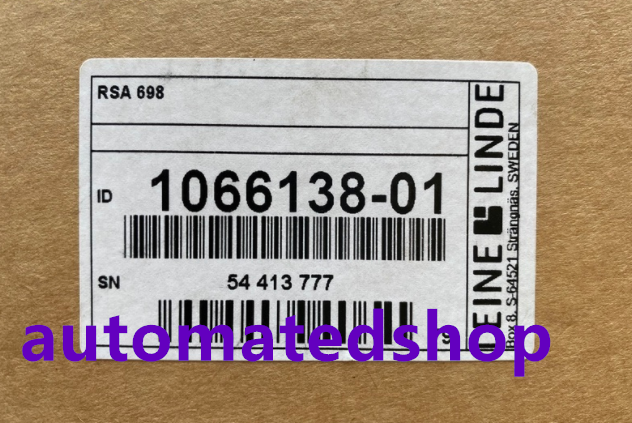 RSA 698
ID 1066138-01
SN 54 413 777
EINE LINDE
Box 8, S-64521 Strängnäs, SWEDEN
automatedshop